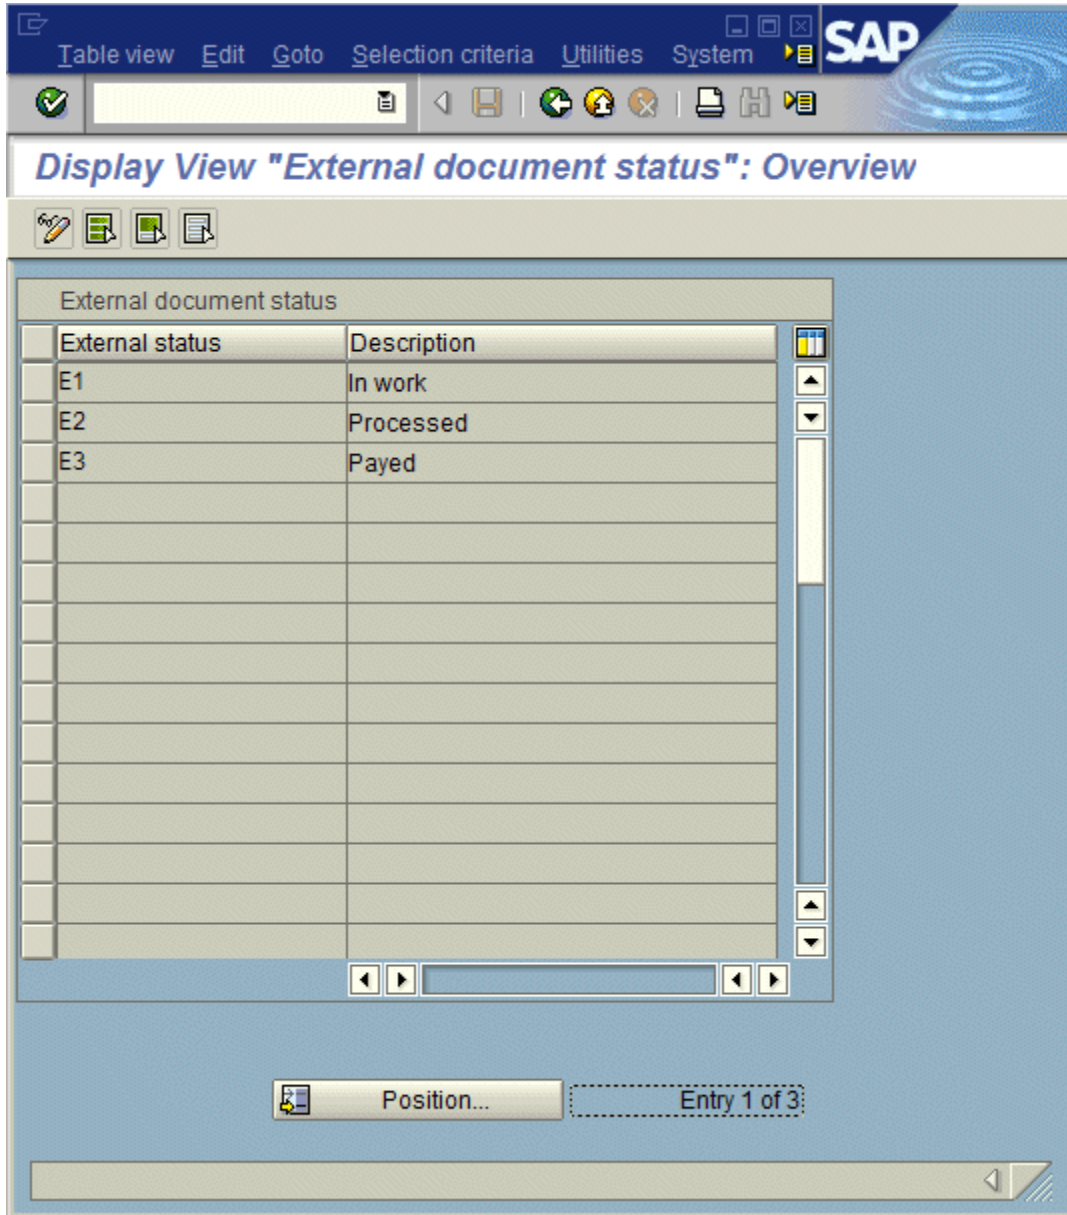 Table view Edit Goto Selection criteria Utilities System SAP
Display View "External document status": Overview
External document status
External status Description
E1 In work
E2 Processed
E3 Payed
Position... Entry 1 of 3